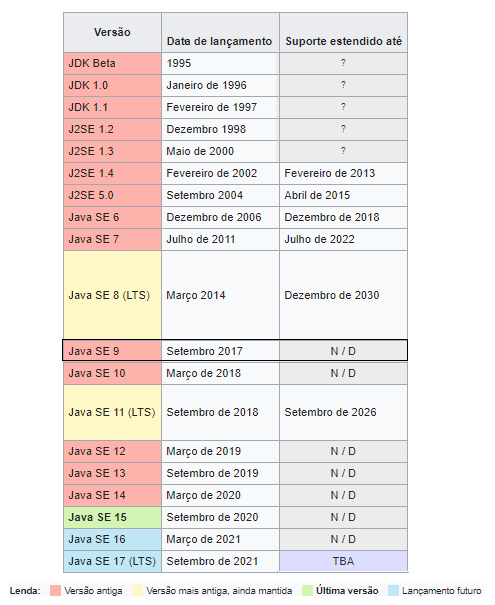 Versão Data de lançamento Suporte estendido até
JDK Beta 1995 ?
JDK 1.0 Janeiro de 1996 ?
JDK 1.1 Fevereiro de 1997 ?
J2SE 1.2 Dezembro 1998 ?
J2SE 1.3 Maio de 2000 ?
J2SE 1.4 Fevereiro de 2002 Fevereiro de 2013
J2SE 5.0 Setembro 2004 Abril de 2015
Java SE 6 Dezembro de 2006 Dezembro de 2018
Java SE 7 Julho de 2011 Julho de 2022
Java SE 8 (LTS) Março 2014 Dezembro de 2030
Java SE 9 Setembro 2017 N / D
Java SE 10 Março de 2018 N / D
Java SE 11 (LTS) Setembro de 2018 Setembro de 2026
Java SE 12 Março de 2019 N / D
Java SE 13 Setembro de 2019 N / D
Java SE 14 Março de 2020 N / D
Java SE 15 Setembro de 2020 N / D
Java SE 16 Março de 2021 N / D
Java SE 17 (LTS) Setembro de 2021 TBA
Lenda: Versão antiga Versão mais antiga, ainda mantida Última versão Lançamento futuro